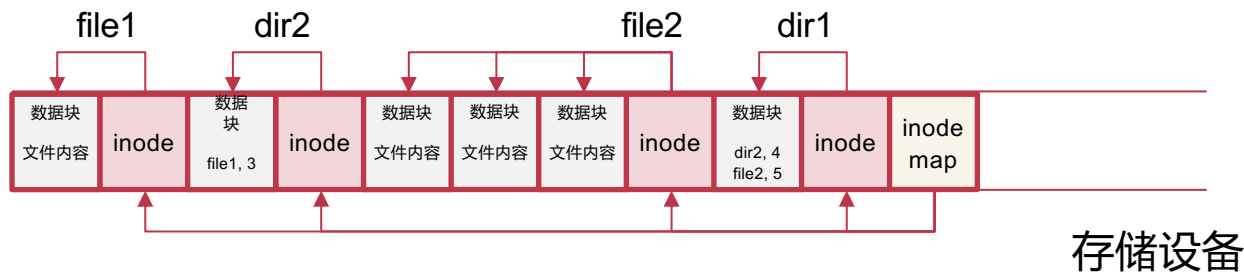 file1
dir2
file2
dir1
数据块
文件内容
inode
数据
块
file1, 3
inode
数据块
文件内容
数据块
文件内容
数据块
文件内容
inode
数据块
dir2, 4
file2, 5
inode
inode
map
存储设备